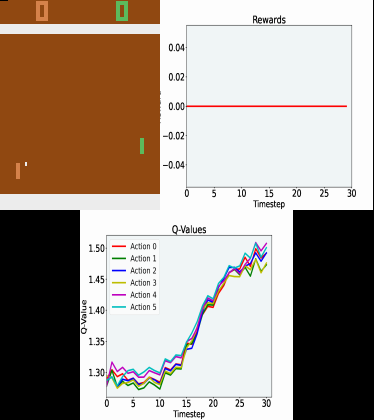 0 0
Rewards
0.04
0.02
0.00
−0.02
−0.04
0 5 10 15 20 25 30
Timestep
Q-Values
1.50
1.45
1.40
1.35
1.30
Q-Value
Action 0
Action 1
Action 2
Action 3
Action 4
Action 5
0 5 10 15 20 25 30
Timestep